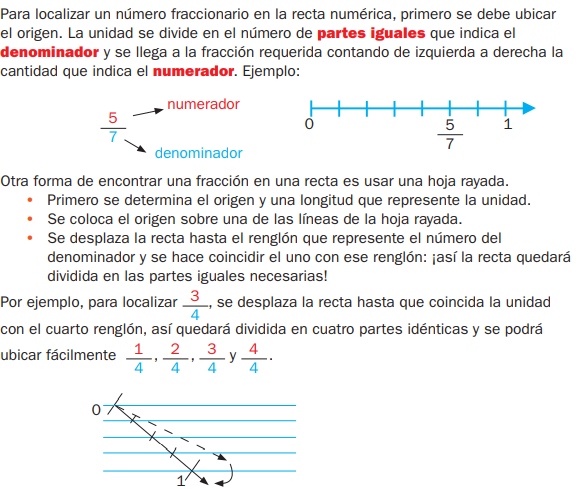 Para localizar un número fraccionario en la recta numérica, primero se debe ubicar
el origen. La unidad se divide en el número de partes iguales que indica el
denominador y se llega a la fracción requerida contando de izquierda a derecha la
cantidad que indica el numerador. Ejemplo:
5
7
numerador
denominador
0
5
7
1
Otra forma de encontrar una fracción en una recta es usar una hoja rayada.
• Primero se determina el origen y una longitud que represente la unidad.
• Se coloca el origen sobre una de las líneas de la hoja rayada.
• Se desplaza la recta hasta el renglón que represente el número del
denominador y se hace coincidir el uno con ese renglón: ¡así la recta quedará
dividida en las partes iguales necesarias!
Por ejemplo, para localizar 3/4, se desplaza la recta hasta que coincida la unidad
con el cuarto renglón, así quedará dividida en cuatro partes idénticas y se podrá
ubicar fácilmente 1/4, 2/4, 3/4 y 4/4.
0
1